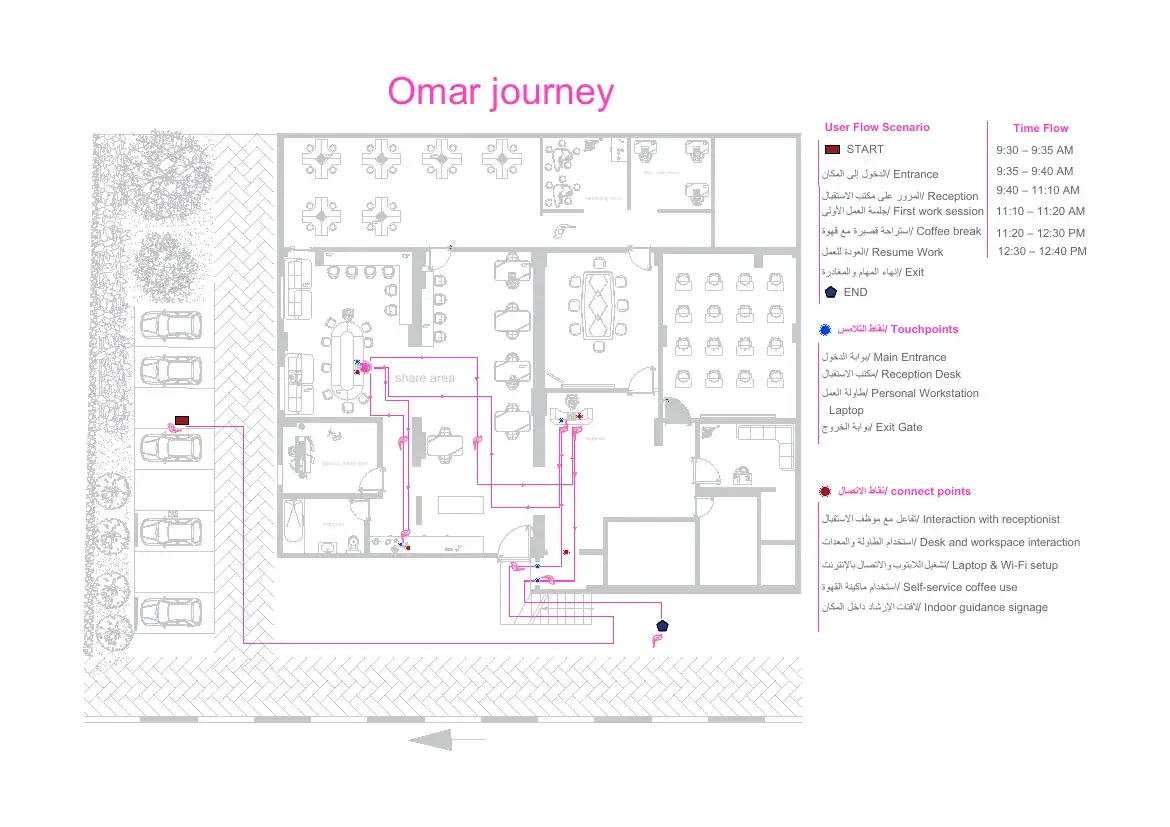 Omar journey
User Flow Scenario
START
الدخول إلى المكان/ Entrance
المرور على مكتب الاستقبال/ Reception
جلسة العمل الأولى/ First work session
استراحة قصيرة مع قهوة/ Coffee break
العودة للعمل/ Resume Work
إنهاء المهام والمغادرة/ Exit
END
Time Flow
9:30 – 9:35 AM
9:35 – 9:40 AM
9:40 – 11:10 AM
11:10 – 11:20 AM
11:20 – 12:30 PM
12:30 – 12:40 PM
نقاط التلامس/ Touchpoints
بوابة الدخول/ Main Entrance
مكتب الاستقبال/ Reception Desk
طاولة العمل/ Personal Workstation
Laptop
بوابة الخروج/ Exit Gate
نقاط الاتصال/ connect points
تفاعل مع موظف الاستقبال/ Interaction with receptionist
استخدام الطاولة والمعدات/ Desk and workspace interaction
تشغيل اللابتوب والاتصال بالإنترنت/ Laptop & Wi-Fi setup
استخدام ماكينة القهوة/ Self-service coffee use
لافتات الإرشاد داخل المكان/ Indoor guidance signage
share area